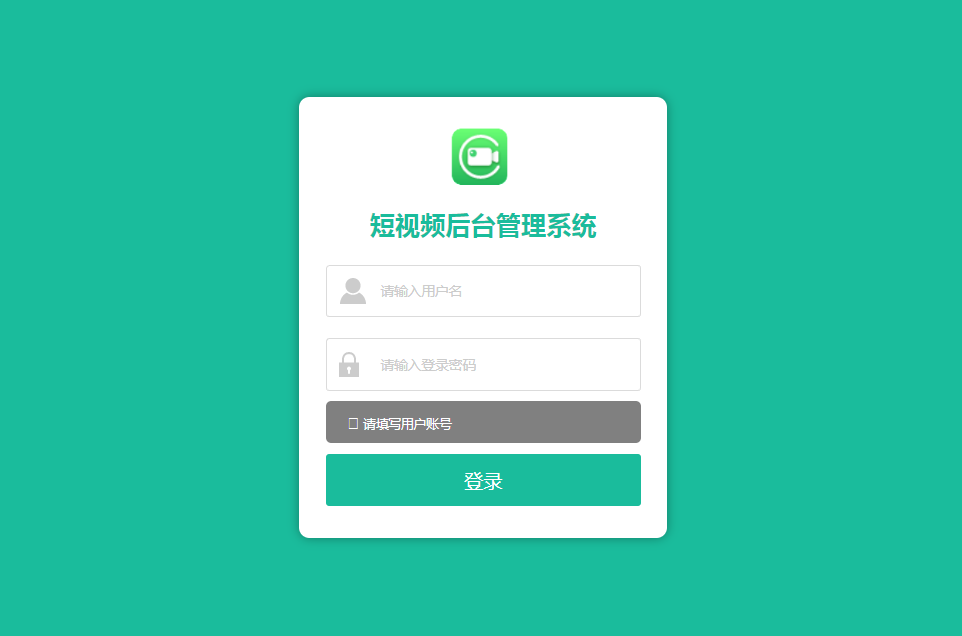 短视频后台管理系统
请输入用户名
请输入登录密码
请填写用户账号
登录